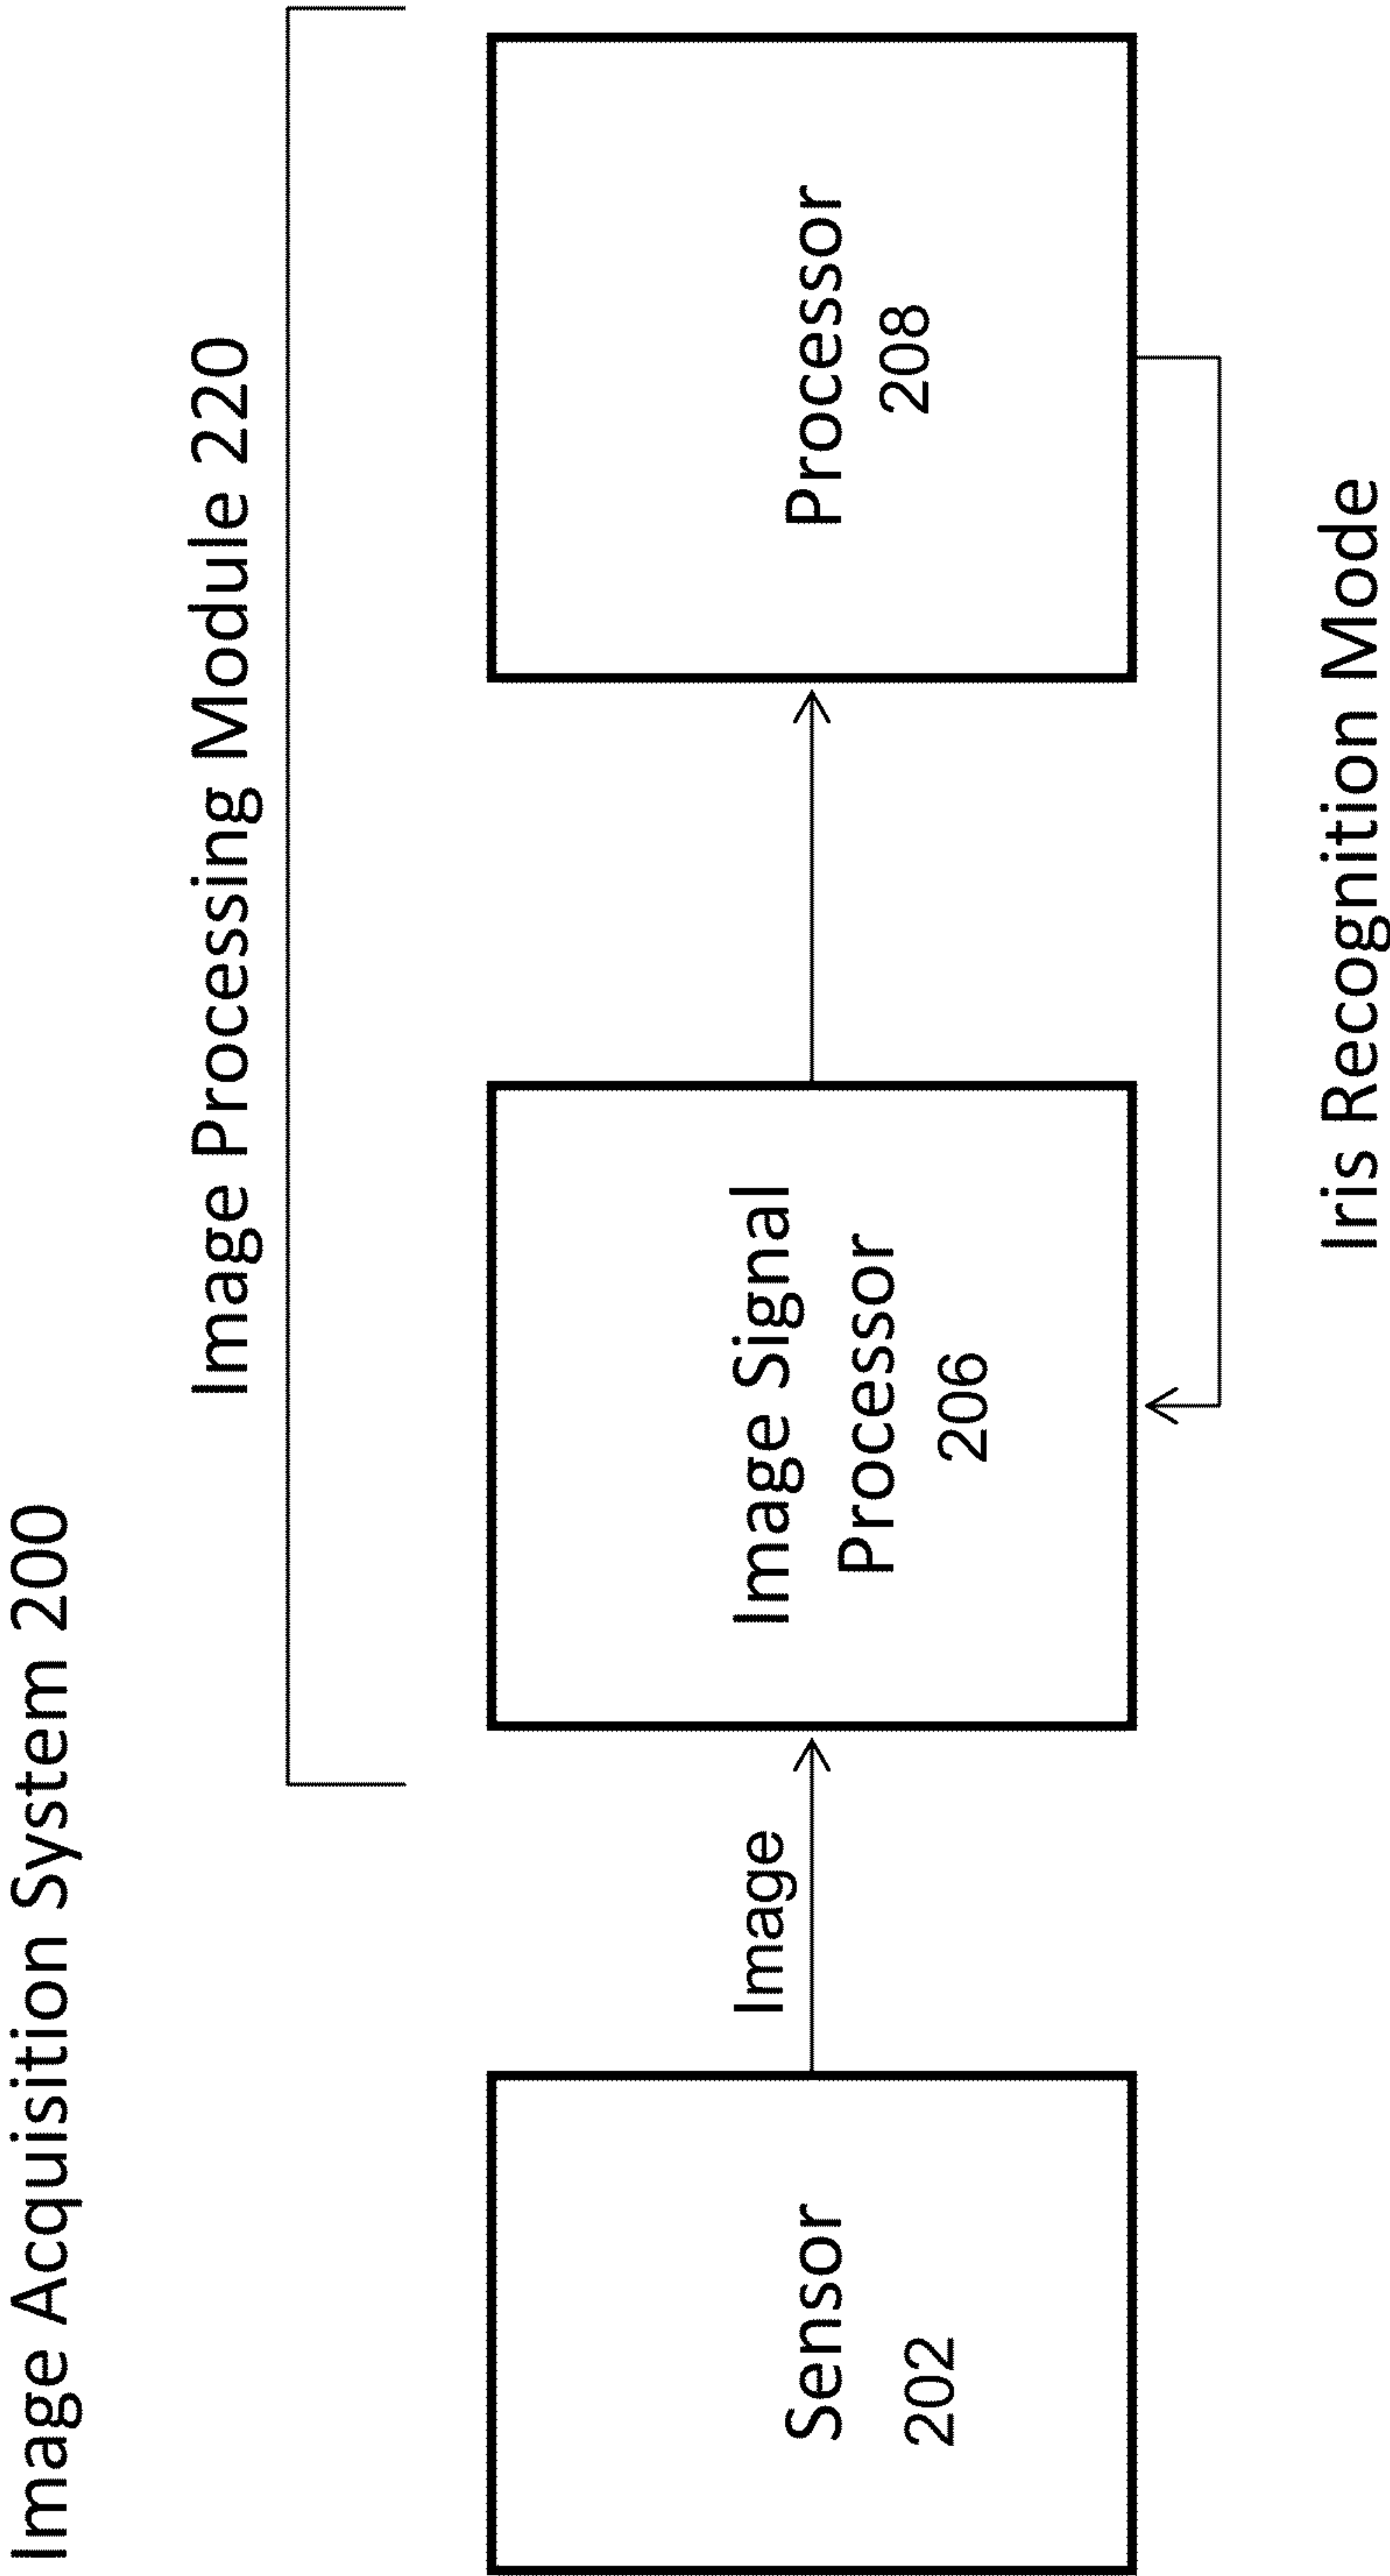 Image Acquisition System 200
Image Processing Module 220
Sensor
202
Image
Image Signal
Processor
206
Processor
208
Iris Recognition Mode